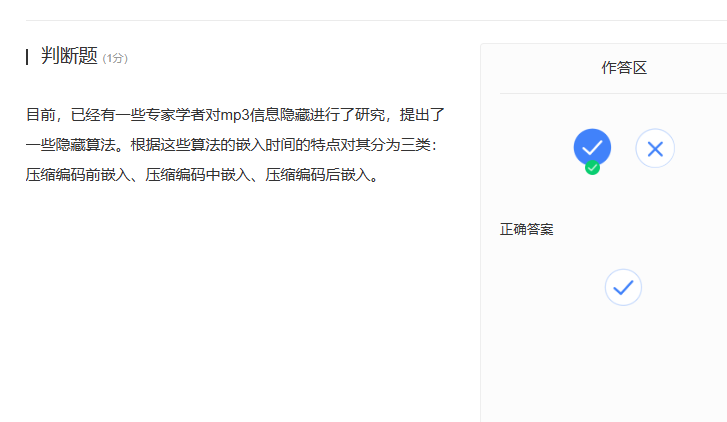 判断题 (1分)
目前，已经有一些专家学者对mp3信息隐藏进行了研究，提出了
一些隐藏算法。根据这些算法的嵌入时间的特点对其分为三类：
压缩编码前嵌入、压缩编码中嵌入、压缩编码后嵌入。
作答区
正确答案